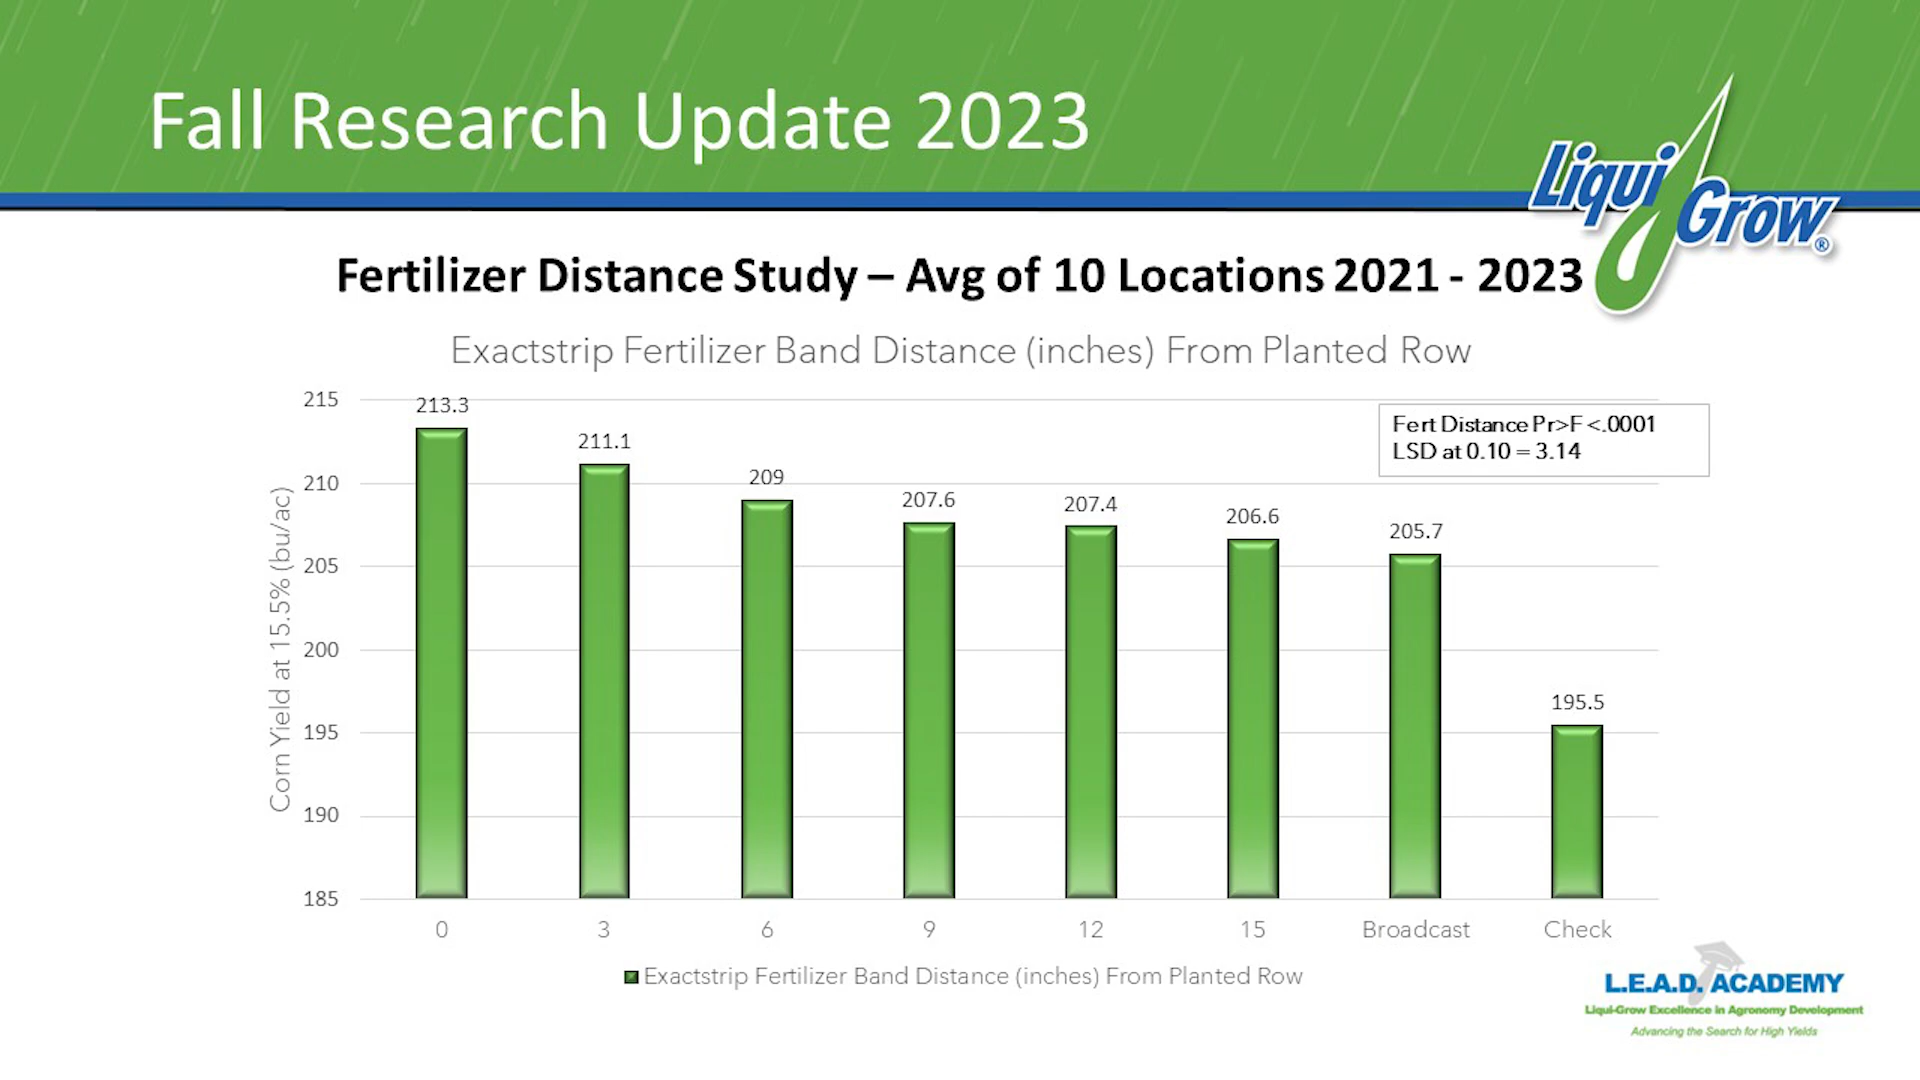 Fall Research Update 2023
Liqui Grow®
Fertilizer Distance Study – Avg of 10 Locations 2021 - 2023
Exactstrip Fertilizer Band Distance (inches) From Planted Row
Fert Distance Pr>F <.0001
LSD at 0.10 = 3.14
Corn Yield at 15.5% (bu/ac)
215
210
205
200
195
190
185
213.3
211.1
209
207.6
207.4
206.6
205.7
195.5
0 3 6 9 12 15 Broadcast Check
Exactstrip Fertilizer Band Distance (inches) From Planted Row
L.E.A.D. ACADEMY
Liqui-Grow Excellence in Agronomy Development
Advancing the Search for High Yields